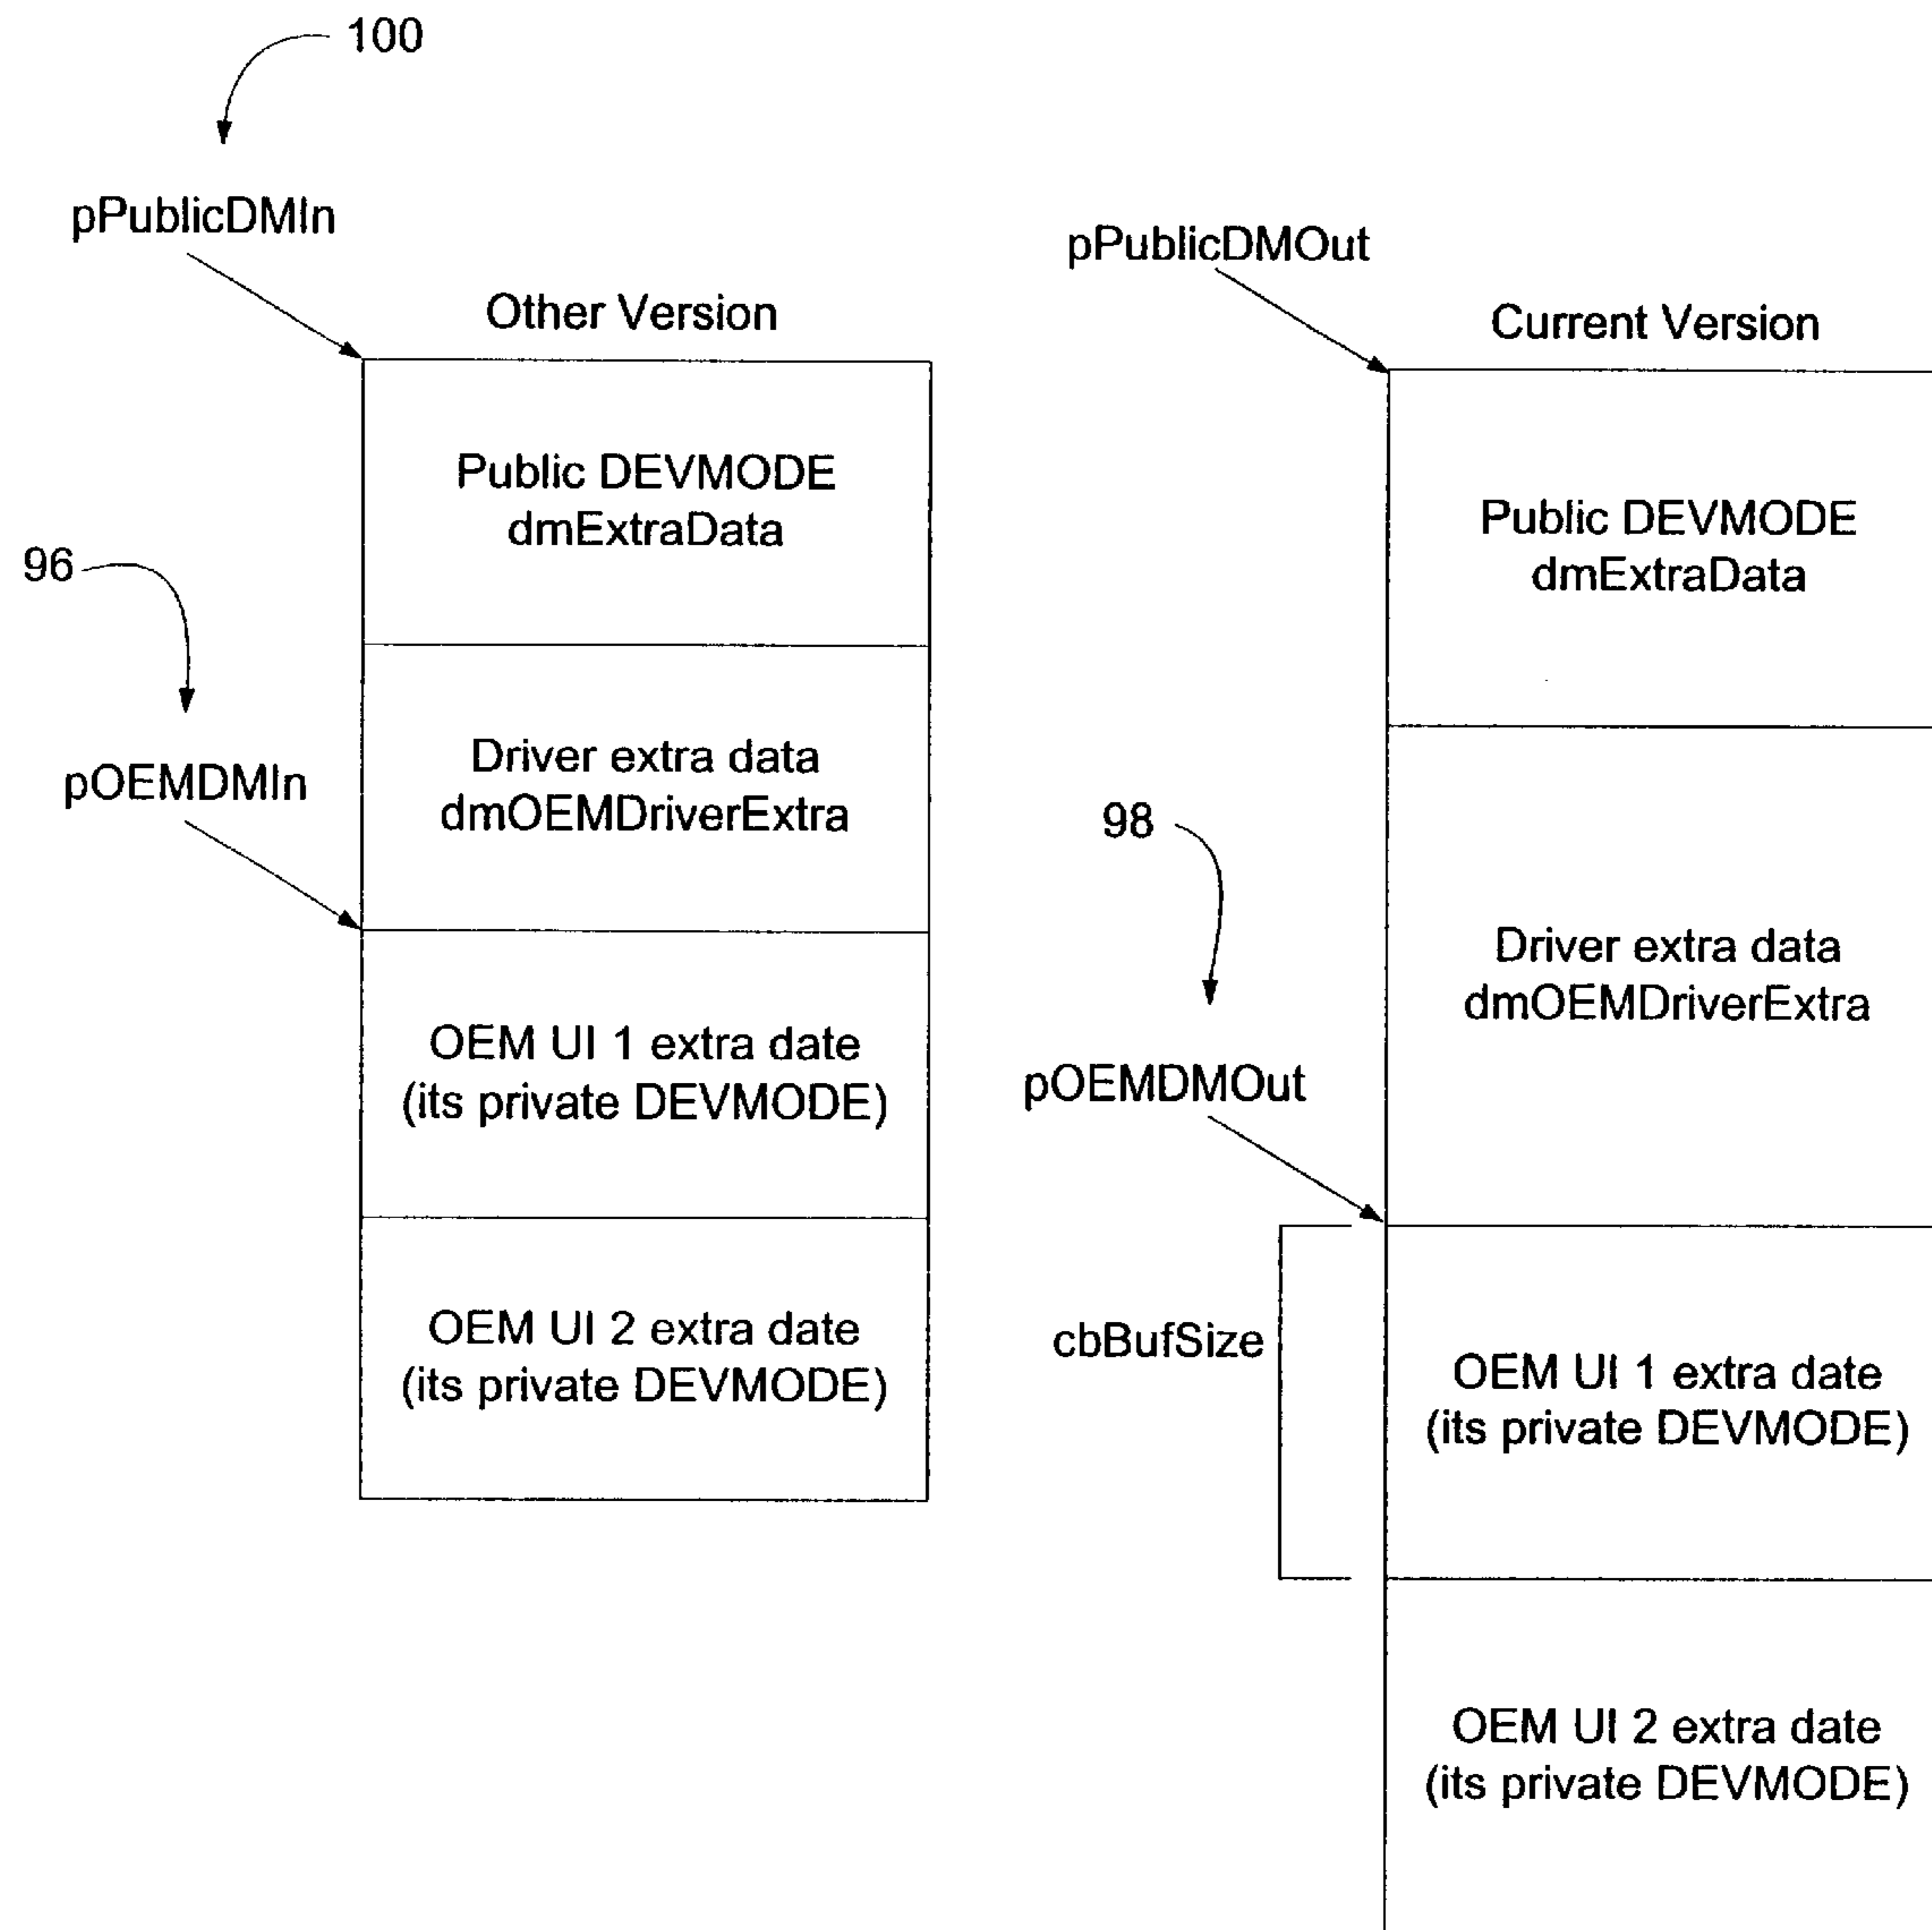 100
pPublicDMIn
Other Version
Public DEVMODE
dmExtraData
96
pOEMDMIn
Driver extra data
dmOEMDriverExtra
OEM UI 1 extra date
(its private DEVMODE)
OEM UI 2 extra date
(its private DEVMODE)
pPublicDMOut
Current Version
Public DEVMODE
dmExtraData
98
pOEMDMOut
Driver extra data
dmOEMDriverExtra
cbBufSize
OEM UI 1 extra date
(its private DEVMODE)
OEM UI 2 extra date
(its private DEVMODE)